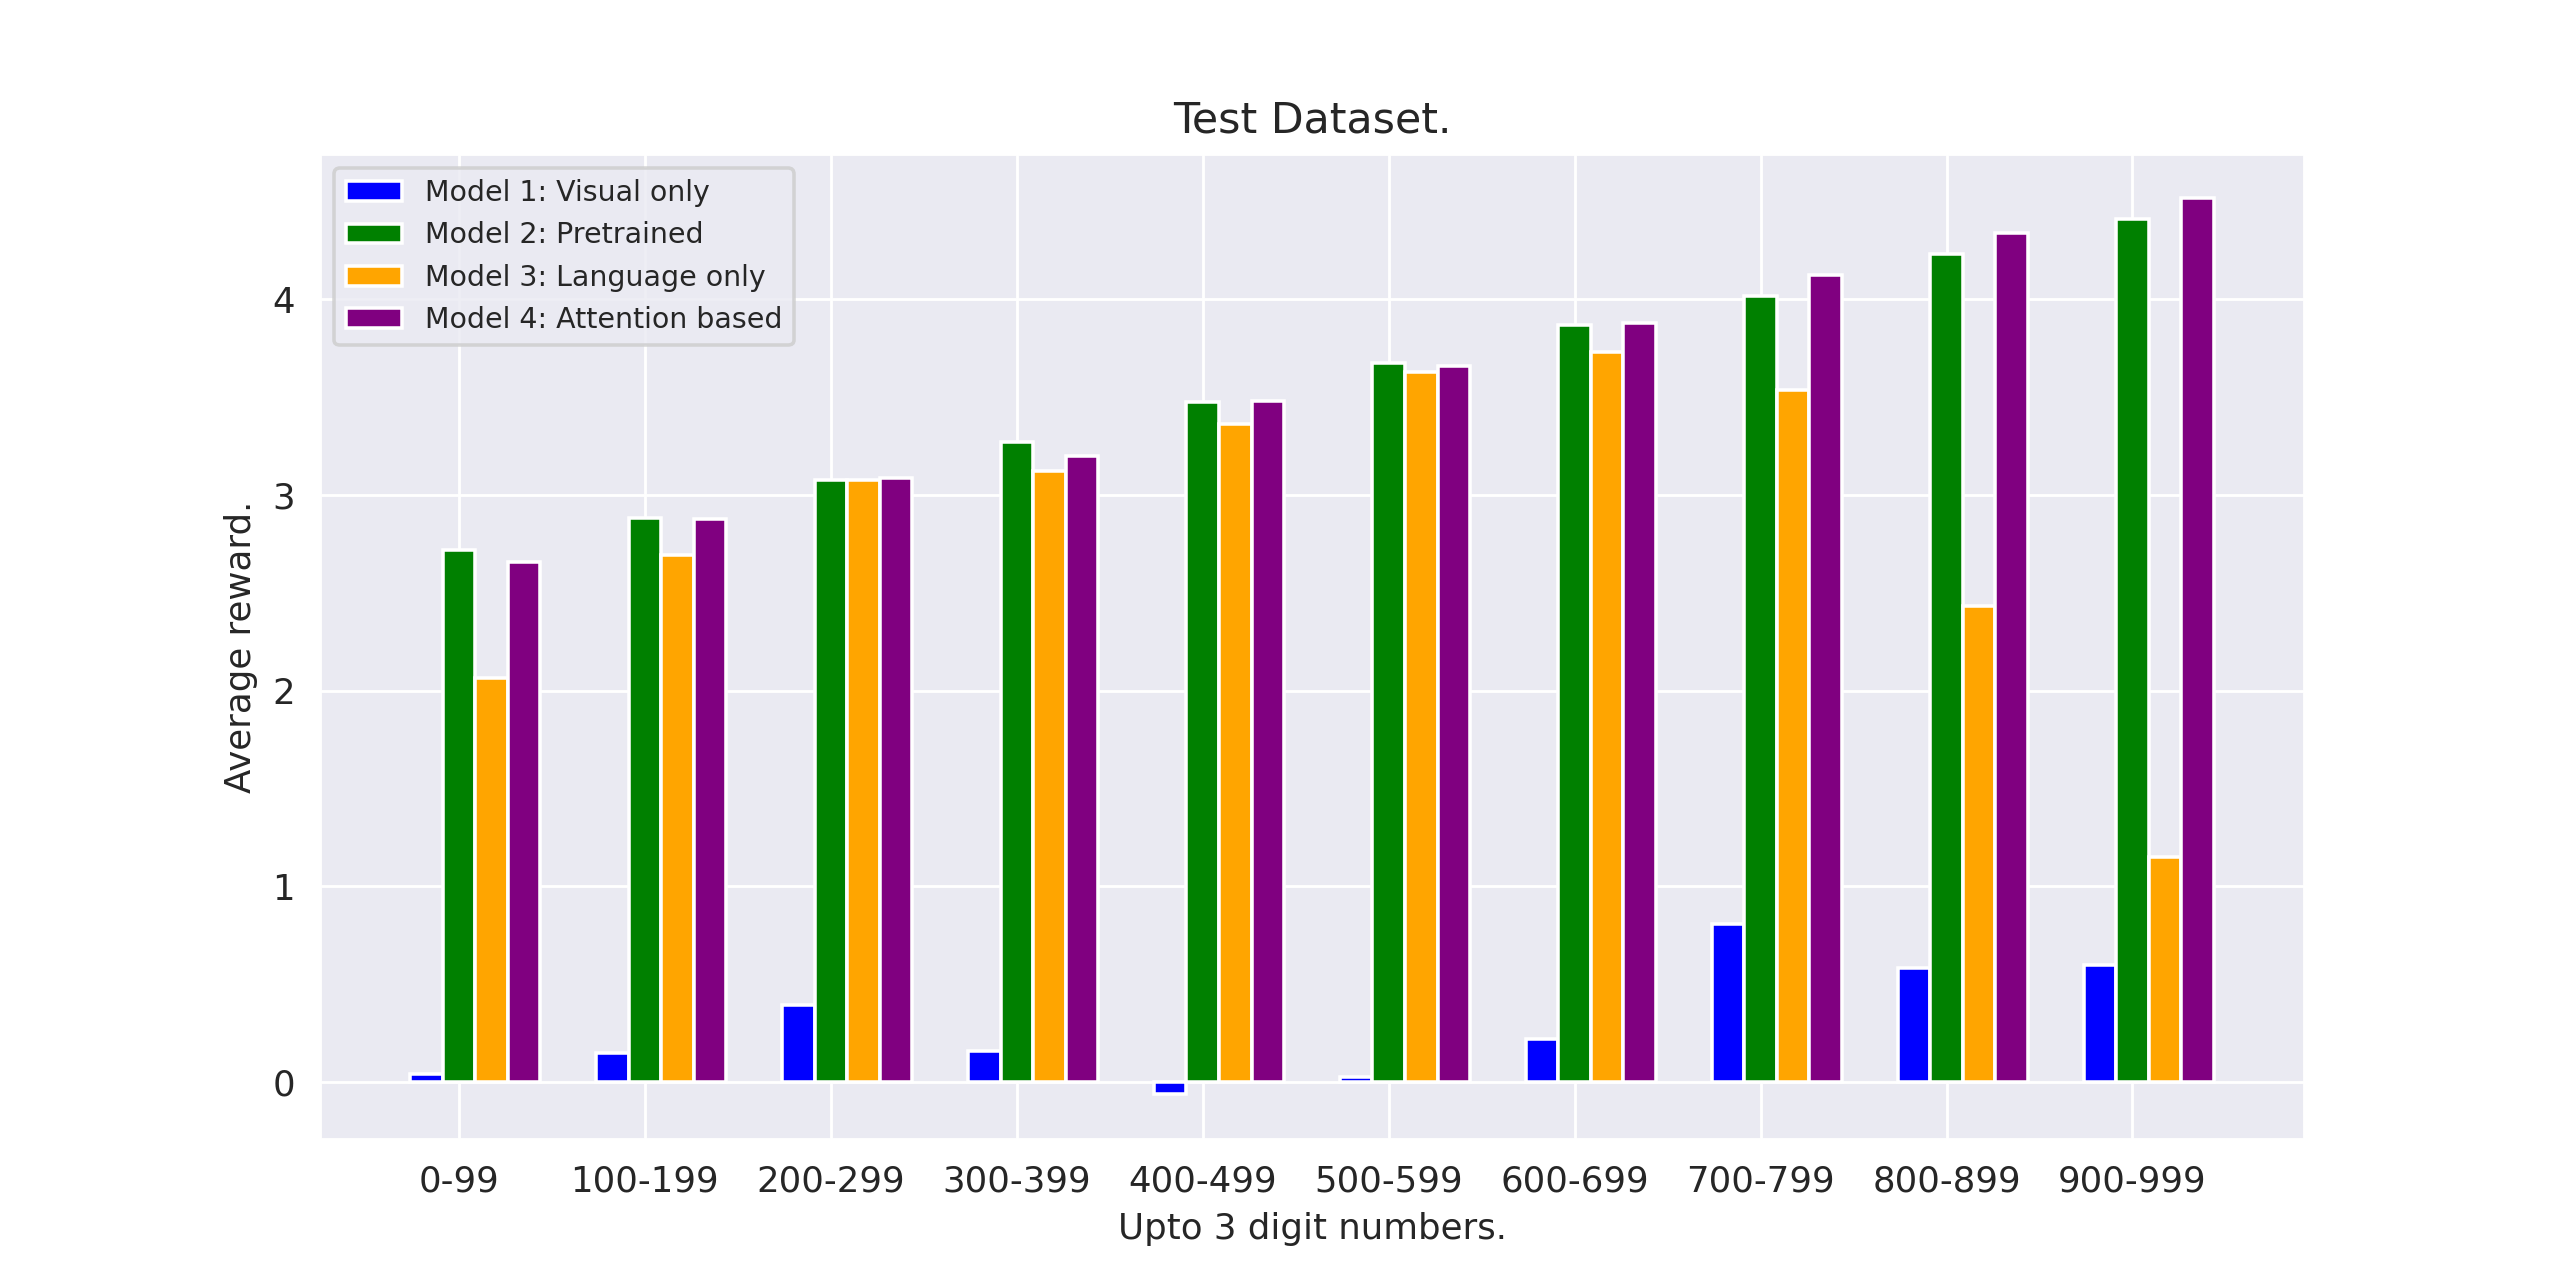 Test Dataset.
Model 1: Visual only
Model 2: Pretrained
Model 3: Language only
Model 4: Attention based
Average reward.
4
3
2
1
0
0-99 100-199 200-299 300-399 400-499 500-599 600-699 700-799 800-899 900-999
Upto 3 digit numbers.